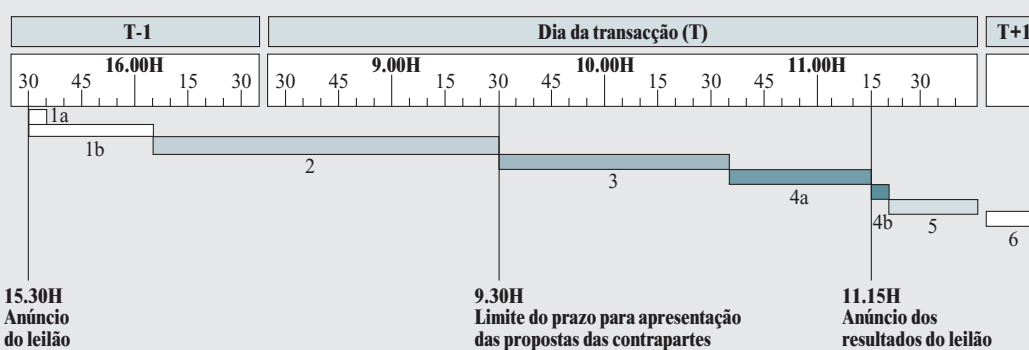 T-1 Dia da transacção (T) T+1
16.00H 9.00H 10.00H 11.00H
30 45 15 30 30 45 15 30 45 15 30 45 15 30
1a
1b
2
3
4a
4b
5
6
15.30H 9.30H 11.15H
Anúncio Limite do prazo para apresentação Anúncio dos
do leilão das propostas das contrapartes resultados do leilão